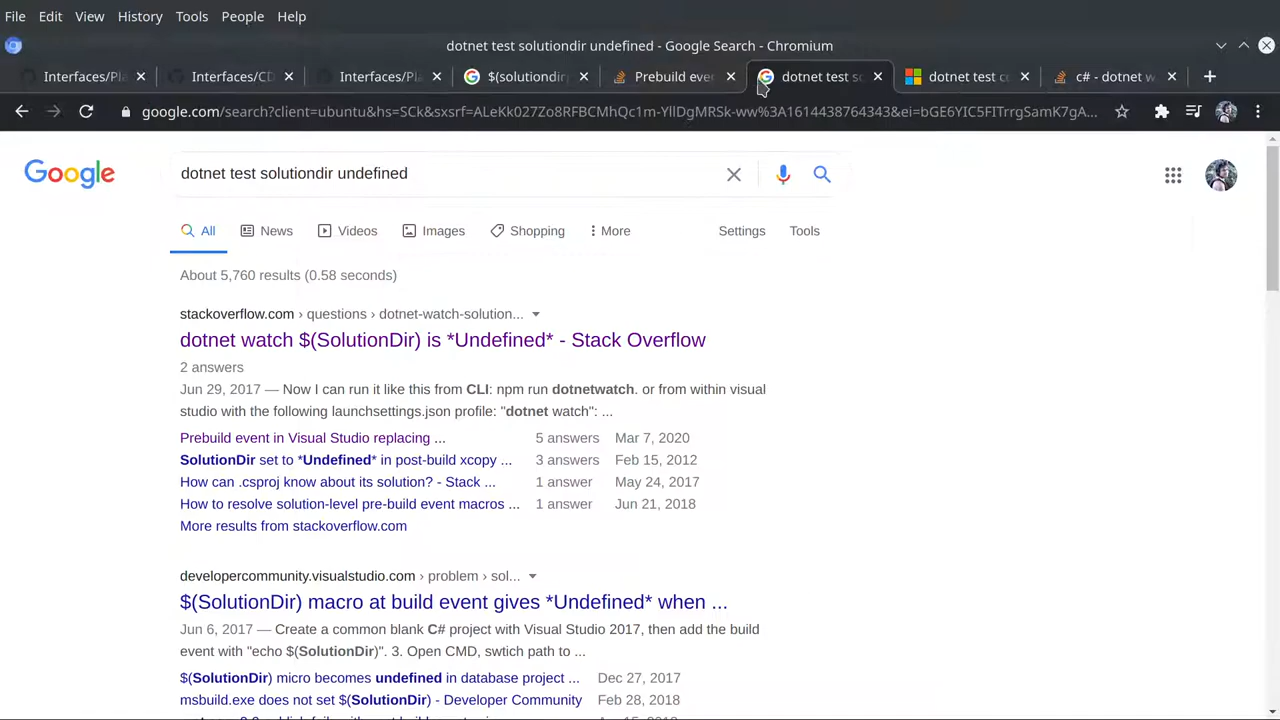 File Edit View History Tools People Help
dotnet test solutiondir undefined - Google Search - Chromium
Interfaces/Pla Interfaces/CD Interfaces/Pla $(solutiondir Prebuild eve dotnet test so dotnet test c c# - dotnet w
google.com/search?client=ubuntu&hs=SCk&sxsrf=ALeKk027Zo8RFBCMhQc1m-YllDgMRSk-ww%3A1614438764343&ei=bGE6YIC5FITrrgSamK7gA...
Google
dotnet test solutiondir undefined
All News Videos Images Shopping More Settings Tools
About 5,760 results (0.58 seconds)
stackoverflow.com › questions › dotnet-watch-solution...
dotnet watch $(SolutionDir) is *Undefined* - Stack Overflow
2 answers
Jun 29, 2017 — Now I can run it like this from CLI: npm run dotnetwatch. or from within visual
studio with the following launchsettings.json profile: "dotnet watch": ...
Prebuild event in Visual Studio replacing ... 5 answers Mar 7, 2020
SolutionDir set to *Undefined* in post-build xcopy ... 3 answers Feb 15, 2012
How can .csproj know about its solution? - Stack ... 1 answer May 24, 2017
How to resolve solution-level pre-build event macros ... 1 answer Jun 21, 2018
More results from stackoverflow.com
developercommunity.visualstudio.com › problem › sol...
$(SolutionDir) macro at build event gives *Undefined* when ...
Jun 6, 2017 — Create a common blank C# project with Visual Studio 2017, then add the build
event with "echo $(SolutionDir)". 3. Open CMD, swtich path to ...
$(SolutionDir) micro becomes undefined in database project ... Dec 27, 2017
msbuild.exe does not set $(SolutionDir) - Developer Community Feb 28, 2018